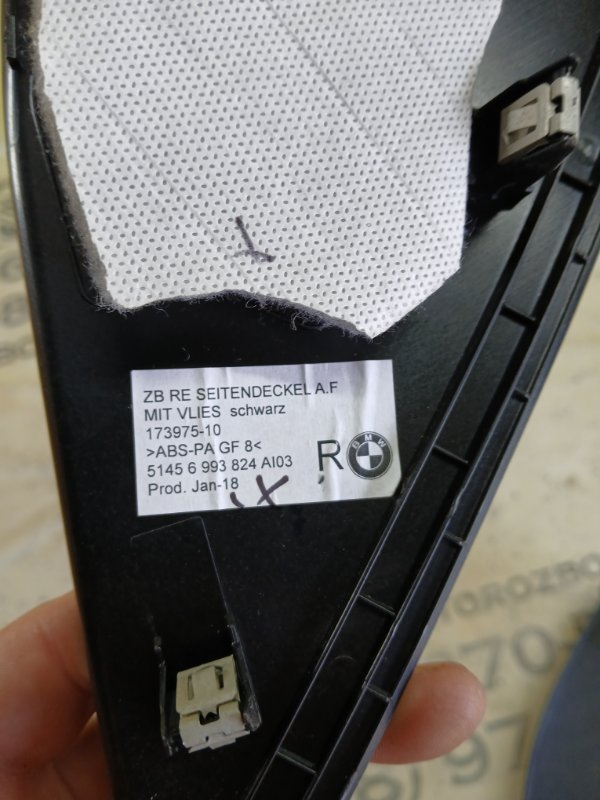 ZB RE SEITENDECKEL A.F
MIT VLIES schwarz
173975-10
>ABS-PA GF 8<
5145 6 993 824 AI03
Prod. Jan-18
R
BMW